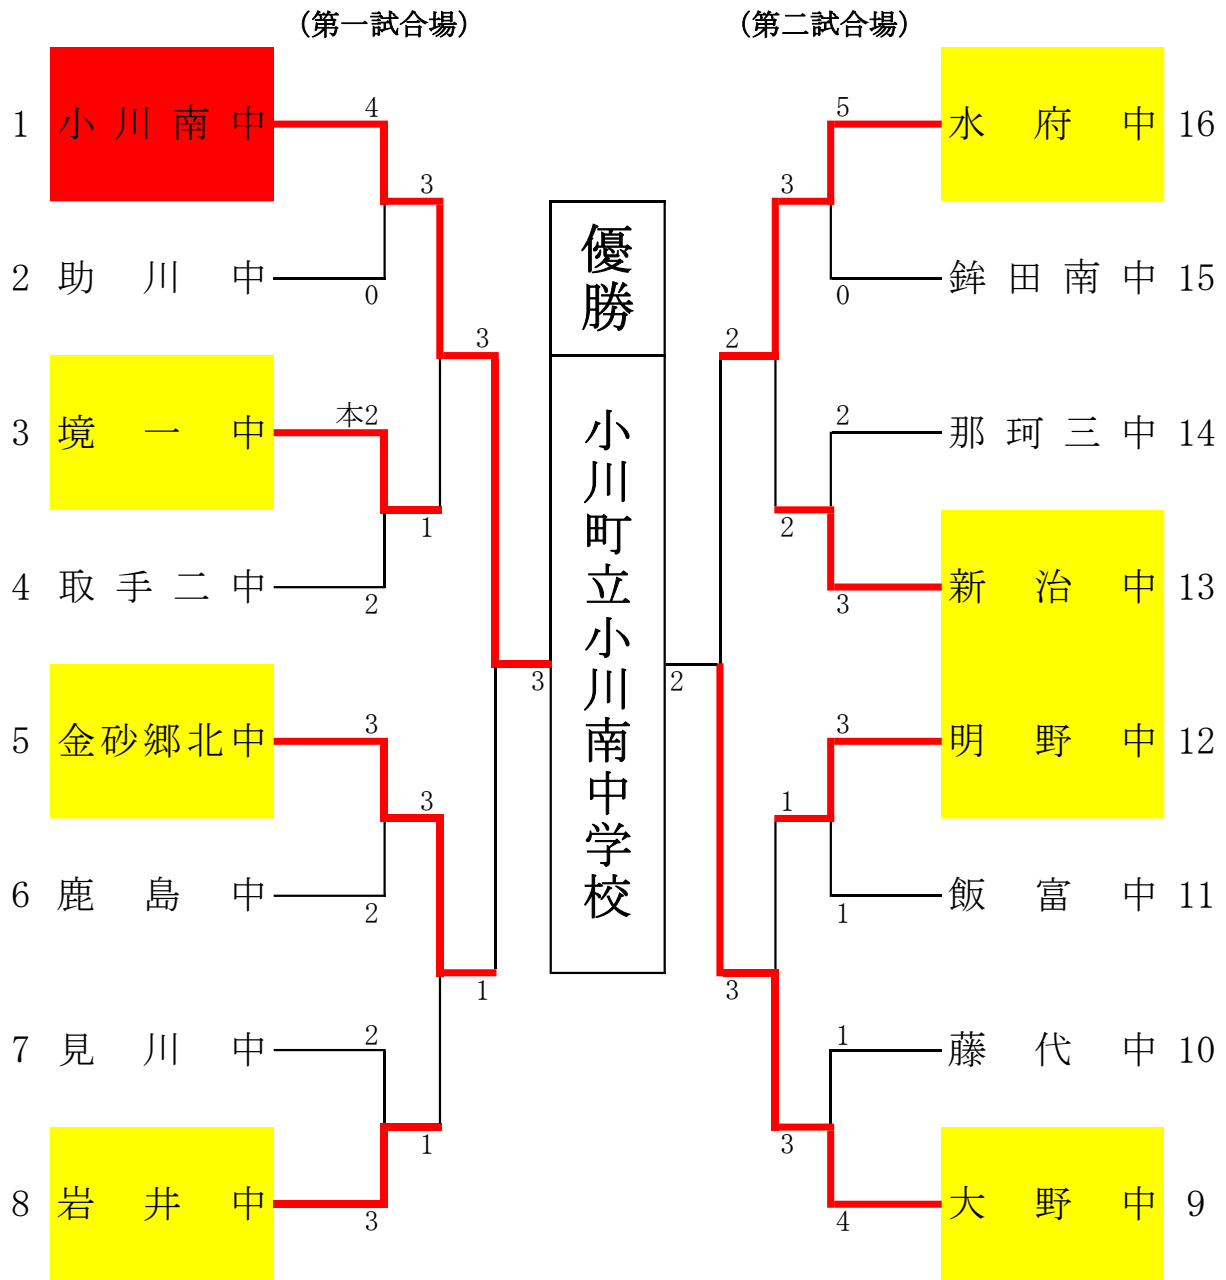 (第一試合場)
(第二試合場)
1 小川南中 4
5 水府中 16
3
3
2 助川中 0
0 鉾田南中 15
優勝
3
2
3 境一中 本2
2 那珂三中 14
1
2
4 取手二中 2
3 新治中 13
小川町立小川南中学校
3
2
5 金砂郷北中 3
3 明野中 12
3
1
6 鹿島中 2
1 飯富中 11
1
3
7 見川中 2
1 藤代中 10
1
3
8 岩井中 3
4 大野中 9